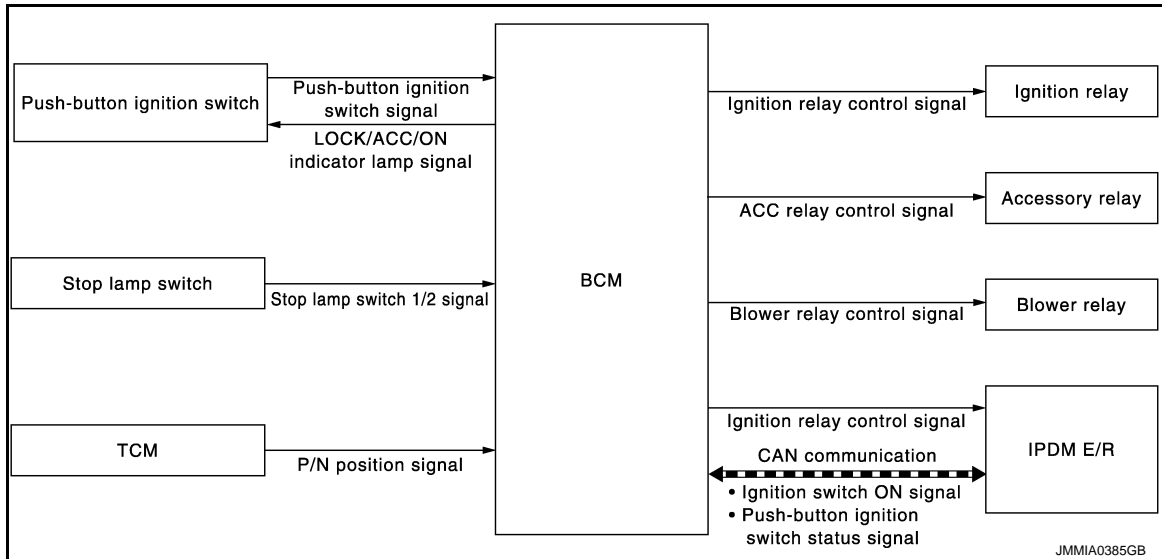 Push-button ignition switch
Push-button ignition
switch signal
LOCK/ACC/ON
indicator lamp signal
Stop lamp switch
Stop lamp switch 1/2 signal
TCM
P/N position signal
BCM
Ignition relay control signal
Ignition relay
ACC relay control signal
Accessory relay
Blower relay control signal
Blower relay
Ignition relay control signal
CAN communication
• Ignition switch ON signal
• Push-button ignition
switch status signal
IPDM E/R
JMMIA0385GB